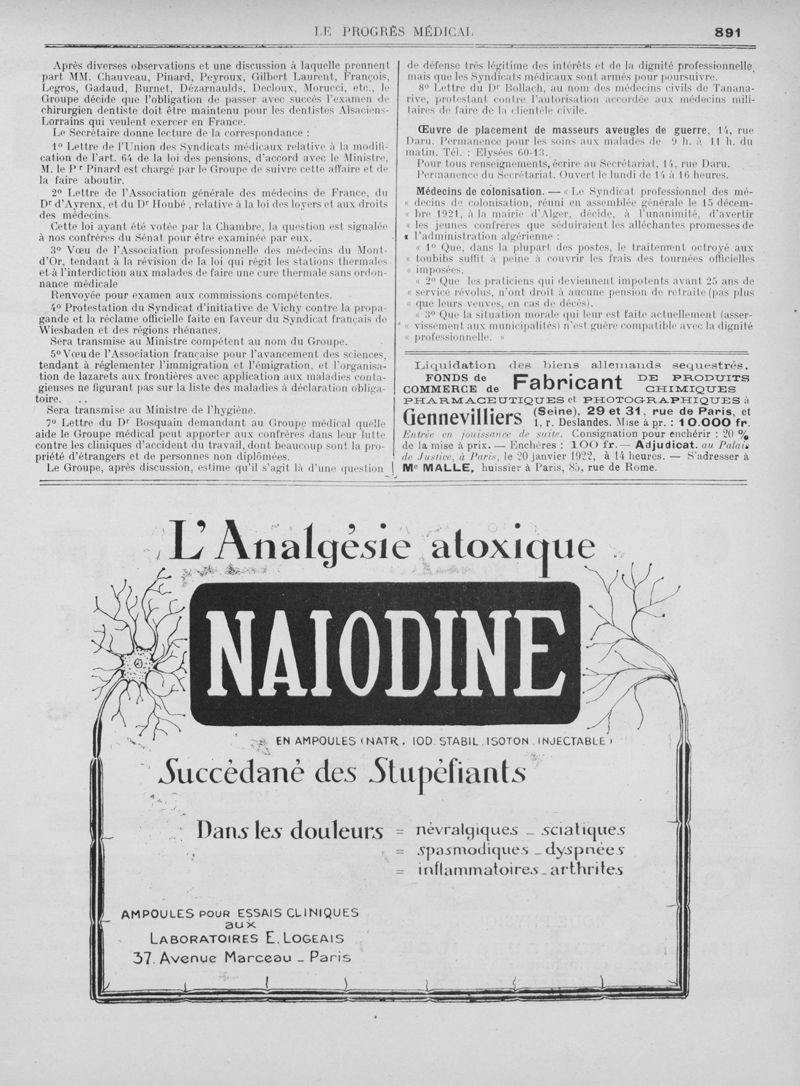 LE PROGRÈS MÉDICAL
891
Après diverses observations et une discussion à laquelle prennent
part MM. Chauveau, Pinard, Peyroux, Gilbert Laurent, François,
Legros, Gadaud, Burnet, Dézarnaulds, Decloux, Morucci, etc., le
Groupe décide que l'obligation de passer avec succès l'examen de
chirurgien dentiste doit être maintenu pour les dentistes Alsaciens-
Lorrains qui veulent exercer en France.
Le Secrétaire donne lecture de la correspondance :
1º Lettre de l'Union des Syndicats médicaux relative à la modifi-
cation de l'art. 64 de la loi des pensions, d'accord avec le Ministre,
M. le Pr Pinard est chargé par le Groupe de suivre cette affaire et de
la faire aboutir.
2º Lettre de l'Association générale des médecins de France, du
Dr d'Ayrenx, et du Dr Houbé, relative à la loi des loyers et aux droits
des médecins.
Cette loi ayant été votée par la Chambre, la question est signalée
à nos confrères du Sénat pour être examinée par eux.
3º Vœu de l'Association professionnelle des médecins du Mont-
d'Or, tendant à la révision de la loi qui régit les stations thermales
et à l'interdiction aux malades de faire une cure thermale sans ordon-
nance médicale
Renvoyée pour examen aux commissions compétentes.
4º Protestation du Syndicat d'initiative de Vichy contre la propa-
gande et la réclame officielle faite en faveur du Syndicat français de
Wiesbaden et des régions rhénanes.
Sera transmise au Ministre compétent au nom du Groupe.
5º Vœu de l'Association française pour l'avancement des sciences,
tendant à réglementer l'immigration et l'émigration, et l'organisa-
tion de lazarets aux frontières avec application aux maladies conta-
gieuses ne figurant pas sur la liste des maladies à déclaration obliga-
toire.
Sera transmise au Ministre de l'hygiène.
7º Lettre du Dr Bosquain demandant au Groupe médical quelle
aide le Groupe médical peut apporter aux confrères dans leur lutte
contre les cliniques d'accident du travail, dont beaucoup sont la pro-
priété d'étrangers et de personnes non diplômées.
Le Groupe, après discussion, estime qu'il s'agit là d'une question
de défense très légitime des intérêts et de la dignité professionnelle,
mais que les Syndicats médicaux sont armés pour poursuivre.
8º Lettre du Dr Bollach, au nom des médecins civils de Tanana-
rive, protestant contre l'autorisation accordée aux médecins mili-
taires de faire de la clientèle civile.
Œuvre de placement de masseurs aveugles de guerre, 14, rue
Daru. Permanence pour les soins aux malades de 9 h. à 11 h. du
matin. Tél. : Elysées 60-13.
Pour tous renseignements, écrire au Secrétariat, 14, rue Daru.
Permanence du Secrétariat. Ouvert le lundi de 14 à 16 heures.
Médecins de colonisation. — « Le Syndicat professionnel des mé-
« decins de colonisation, réuni en assemblée générale le 15 décem-
« bre 1921, à la mairie d'Alger, décide, à l'unanimité, d'avertir
« les jeunes confrères que séduiraient les alléchantes promesses de
« l'administration algérienne :
« 1º Que, dans la plupart des postes, le traitement octroyé aux
« toubibs suffit à peine à couvrir les frais des tournées officielles
« imposées.
« 2º Que les praticiens qui deviennent impotents avant 25 ans de
« service révolus, n'ont droit à aucune pension de retraite (pas plus
« que leurs veuves, en cas de décès).
« 3º Que la situation morale qui leur est faite actuellement (asser-
« vissement aux municipalités) n'est guère compatible avec la dignité
« professionnelle. »
Liquidation des biens allemands sequestrés.
FONDS de COMMERCE de Fabricant DE PRODUITS CHIMIQUES
PHARMACEUTIQUES et PHOTOGRAPHIQUES à
Gennevilliers (Seine), 29 et 31, rue de Paris, et
1, r. Deslandes. Mise à pr. : 10.000 fr.
Entrée en jouissance de suite. Consignation pour enchérir : 20 %
de la mise à prix. — Enchères : 100 fr. — Adjudicat. au Palais
de Justice, à Paris, le 20 janvier 1922, à 14 heures. — S'adresser à
Me MALLE, huissier à Paris, 85, rue de Rome.
L'Analgésie atoxique
NAIODINE
EN AMPOULES (NATR. IOD. STABIL. ISOTON. INJECTABLE)
Succédané des Stupéfiants
Dans les douleurs = névralgiques _ sciatiques
= spasmodiques _ dyspnées
= inflammatoires _ arthrites
AMPOULES POUR ESSAIS CLINIQUES
aux
LABORATOIRES E. LOGEAIS
37. Avenue Marceau _ Paris